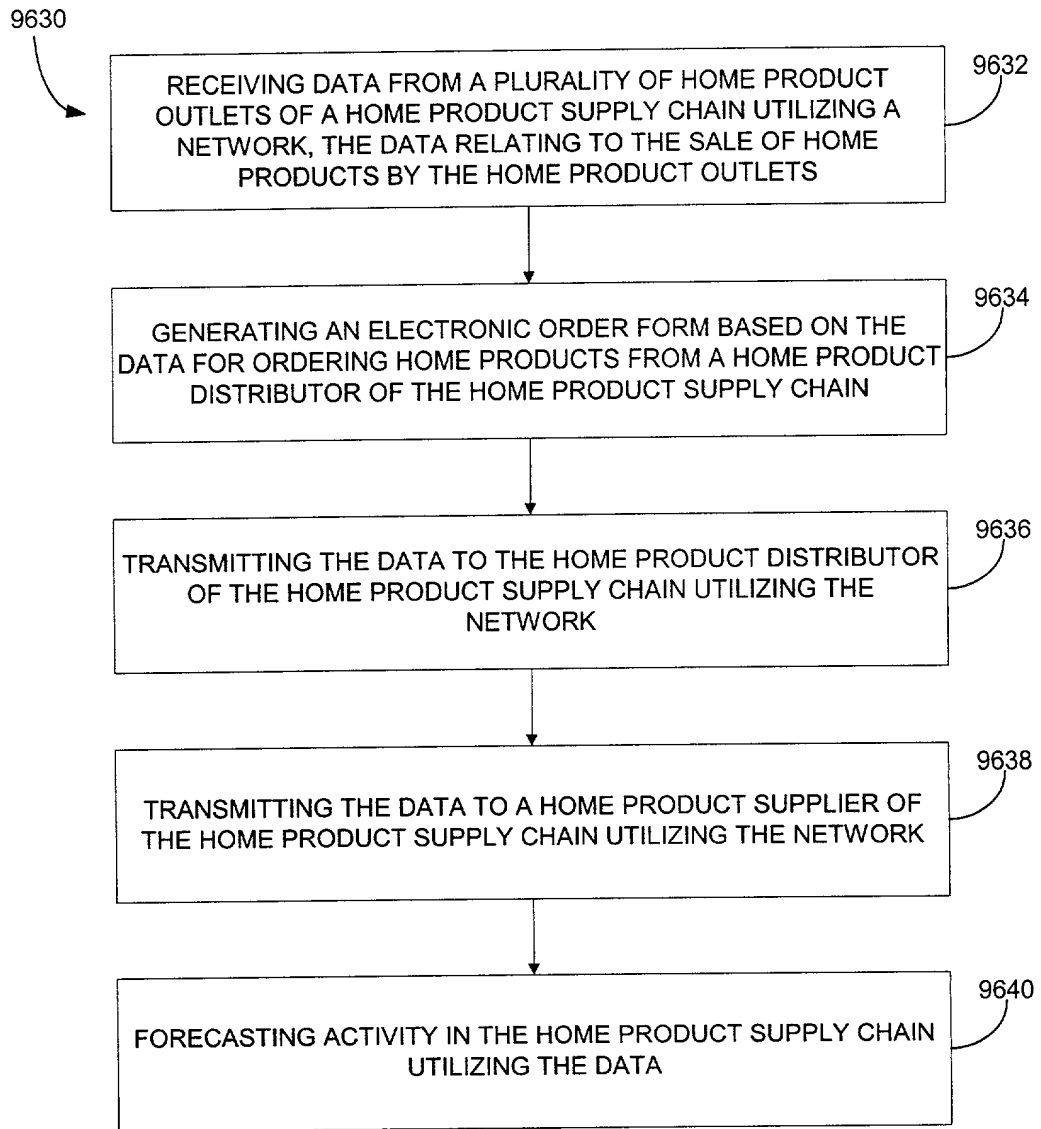 9630
9632
RECEIVING DATA FROM A PLURALITY OF HOME PRODUCT
OUTLETS OF A HOME PRODUCT SUPPLY CHAIN UTILIZING A
NETWORK, THE DATA RELATING TO THE SALE OF HOME
PRODUCTS BY THE HOME PRODUCT OUTLETS
9634
GENERATING AN ELECTRONIC ORDER FORM BASED ON THE
DATA FOR ORDERING HOME PRODUCTS FROM A HOME PRODUCT
DISTRIBUTOR OF THE HOME PRODUCT SUPPLY CHAIN
9636
TRANSMITTING THE DATA TO THE HOME PRODUCT DISTRIBUTOR
OF THE HOME PRODUCT SUPPLY CHAIN UTILIZING THE
NETWORK
9638
TRANSMITTING THE DATA TO A HOME PRODUCT SUPPLIER OF
THE HOME PRODUCT SUPPLY CHAIN UTILIZING THE NETWORK
9640
FORECASTING ACTIVITY IN THE HOME PRODUCT SUPPLY CHAIN
UTILIZING THE DATA